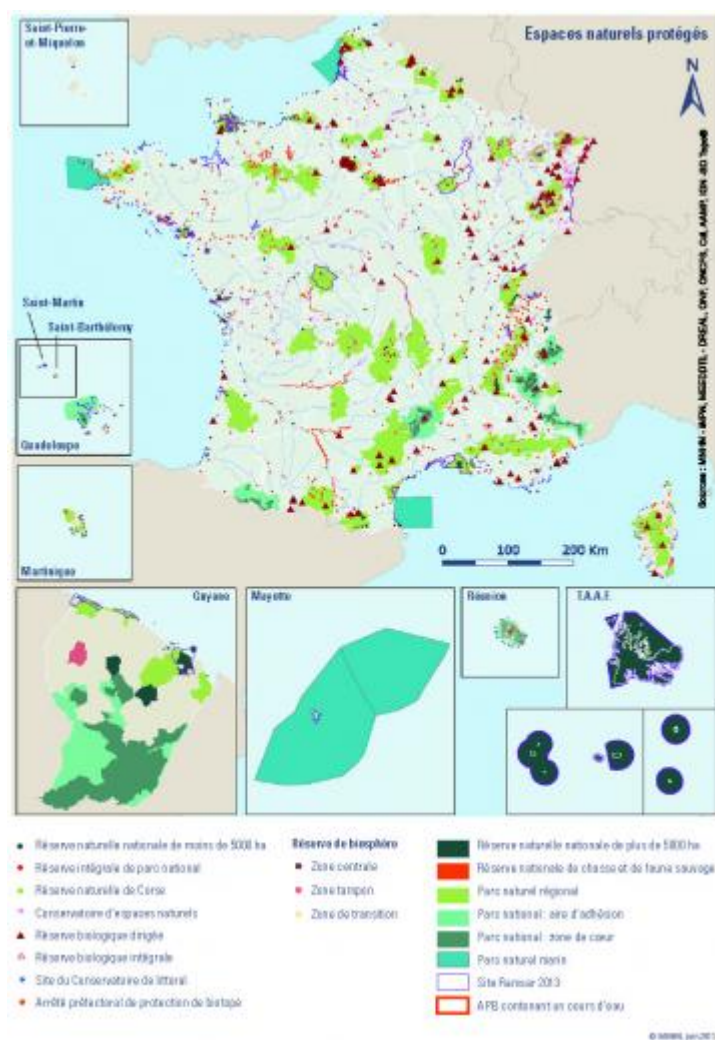 Saint-Pierre-
et-Miquelon
Espaces naturels protégés
N
Saint-Martin
Saint-Barthélemy
Guadeloupe
Martinique
0 100 200 Km
Guyane
Mayotte
Réunion
T.A.A.F.
Réserve naturelle nationale de moins de 5000 ha
Réserve intégrale de parc national
Réserve naturelle de Corse
Conservatoire d'espaces naturels
Réserve biologique dirigée
Réserve biologique intégrale
Site du Conservatoire de littoral
Arrêté préfectoral de protection de biotope
Réserve de biosphère
Zone centrale
Zone tampon
Zone de transition
Réserve naturelle nationale de plus de 5000 ha
Réserve nationale de chasse et de faune sauvage
Parc naturel régional
Parc national : aire d'adhésion
Parc national : zone de cœur
Parc naturel marin
Site Ramsar 2013
APB contenant un cours d'eau